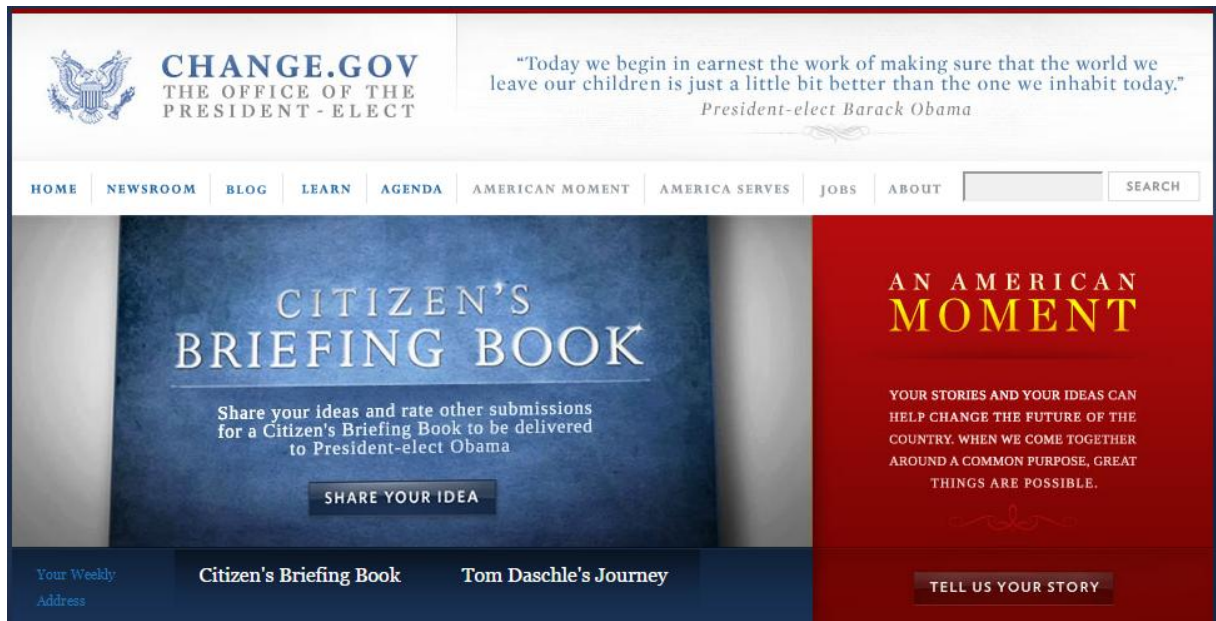 CHANGE.GOV
THE OFFICE OF THE
PRESIDENT-ELECT
“Today we begin in earnest the work of making sure that the world we
leave our children is just a little bit better than the one we inhabit today.”
President-elect Barack Obama
HOME NEWSROOM BLOG LEARN AGENDA AMERICAN MOMENT AMERICA SERVES JOBS ABOUT SEARCH
CITIZEN'S
BRIEFING BOOK
Share your ideas and rate other submissions
for a Citizen's Briefing Book to be delivered
to President-elect Obama
SHARE YOUR IDEA
AN AMERICAN
MOMENT
YOUR STORIES AND YOUR IDEAS CAN
HELP CHANGE THE FUTURE OF THE
COUNTRY. WHEN WE COME TOGETHER
AROUND A COMMON PURPOSE, GREAT
THINGS ARE POSSIBLE.
TELL US YOUR STORY
Your Weekly
Address
Citizen's Briefing Book
Tom Daschle's Journey